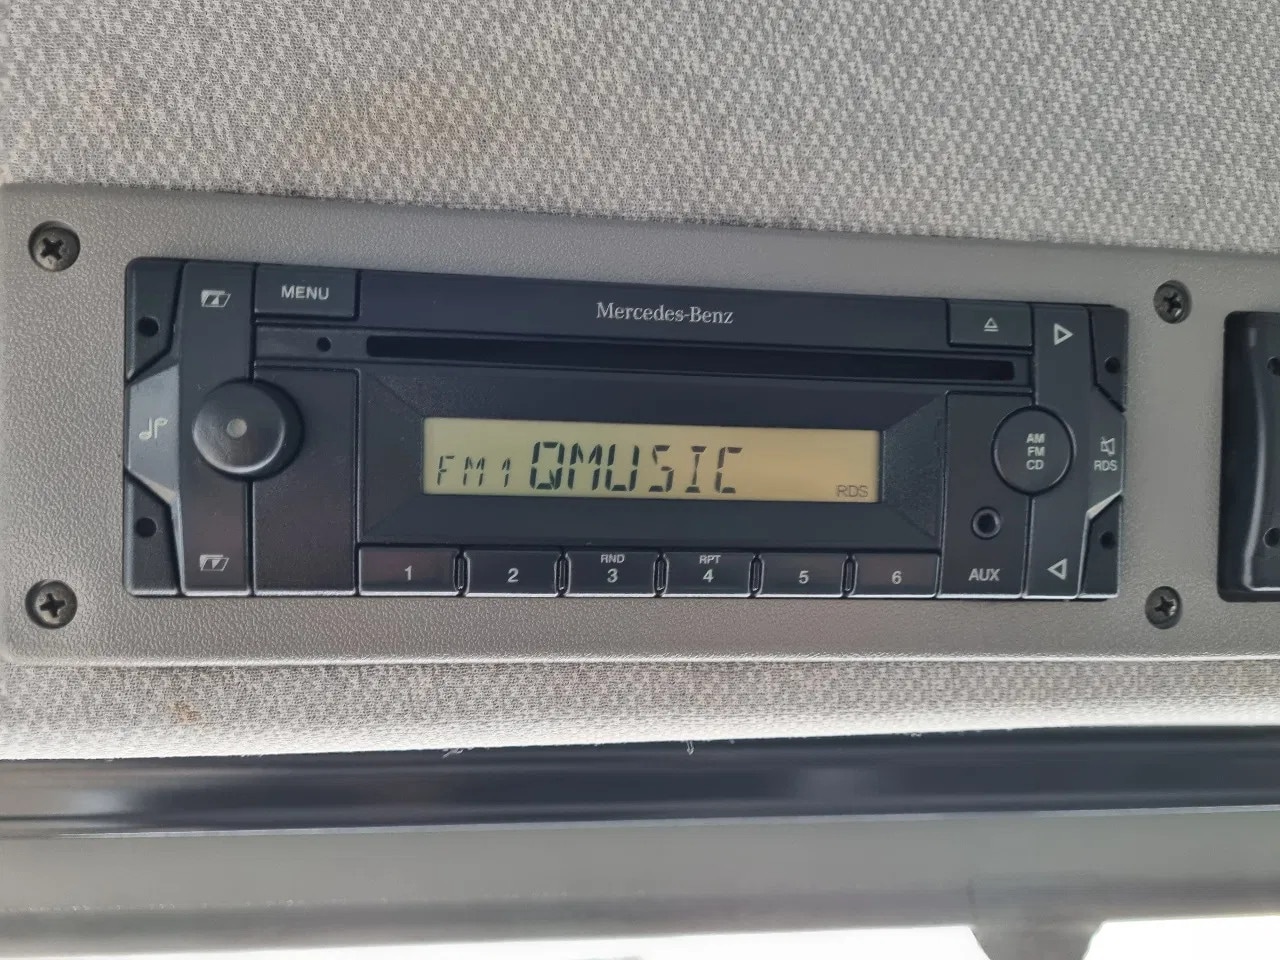 MENU
Mercedes-Benz
AM
FM
CD
FM1 QMUSIC
RDS
RDS
1
2
RND
3
RPT
4
5
6
AUX